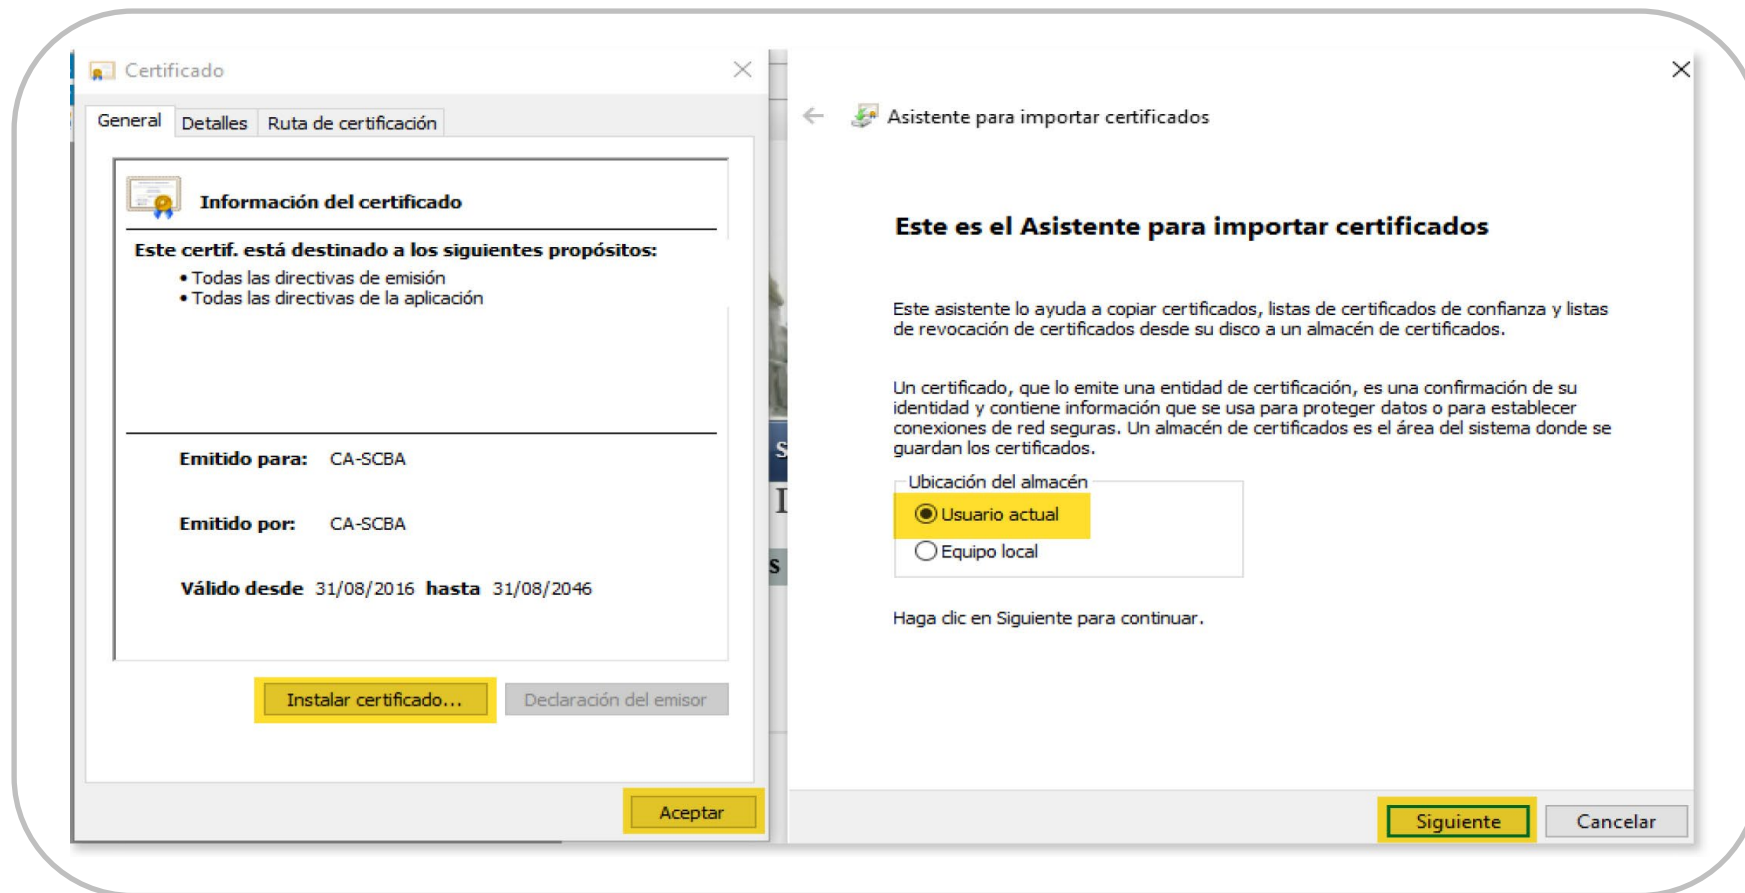 Certificado
General Detalles Ruta de certificación
Información del certificado
Este certif. está destinado a los siguientes propósitos:
• Todas las directivas de emisión
• Todas las directivas de la aplicación
Emitido para: CA-SCBA
Emitido por: CA-SCBA
Válido desde 31/08/2016 hasta 31/08/2046
Instalar certificado... Declaración del emisor
Aceptar
Asistente para importar certificados
Este es el Asistente para importar certificados
Este asistente lo ayuda a copiar certificados, listas de certificados de confianza y listas
de revocación de certificados desde su disco a un almacén de certificados.
Un certificado, que lo emite una entidad de certificación, es una confirmación de su
identidad y contiene información que se usa para proteger datos o para establecer
conexiones de red seguras. Un almacén de certificados es el área del sistema donde se
guardan los certificados.
Ubicación del almacén
Usuario actual
Equipo local
Haga clic en Siguiente para continuar.
Siguiente Cancelar